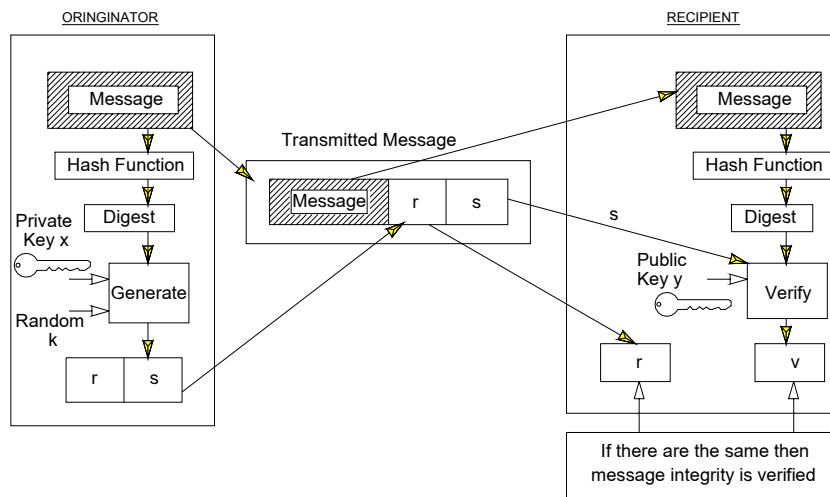 ORINGINATOR
Message
Hash Function
Digest
Private
Key x
Generate
Random
k
r s
Transmitted Message
Message r s
s
RECIPIENT
Message
Hash Function
Digest
Public
Key y
Verify
r
v
If there are the same then
message integrity is verified